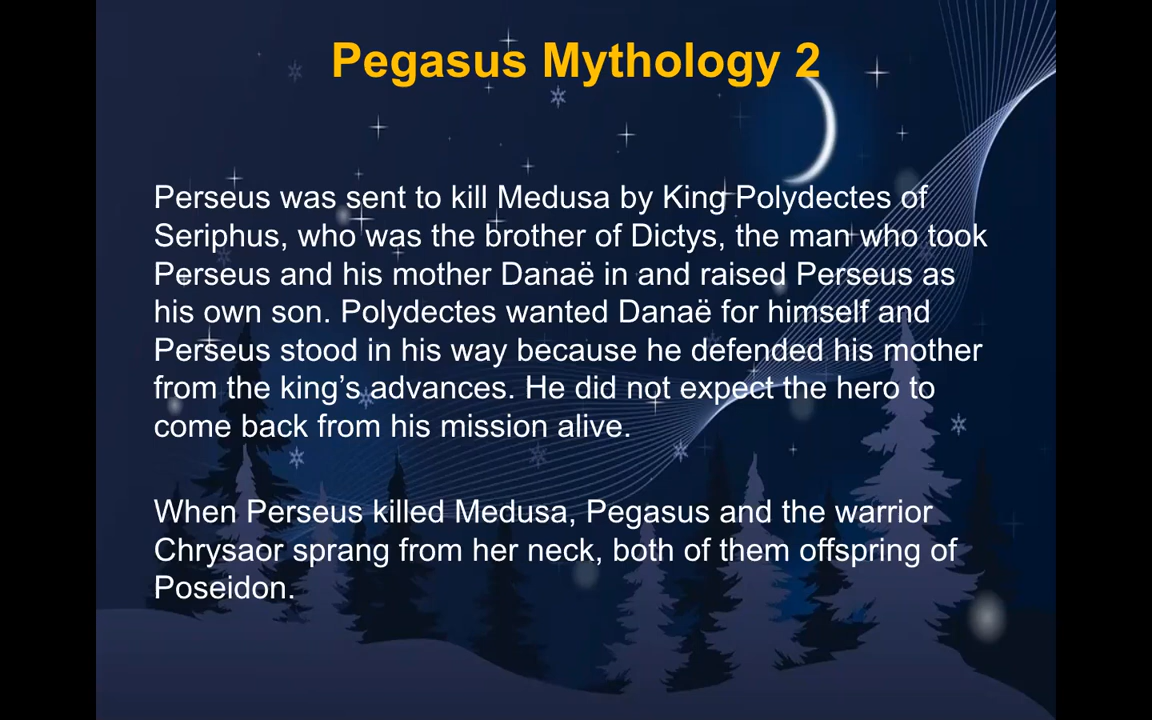 Pegasus Mythology 2
Perseus was sent to kill Medusa by King Polydectes of
Seriphus, who was the brother of Dictys, the man who took
Perseus and his mother Danaë in and raised Perseus as
his own son. Polydectes wanted Danaë for himself and
Perseus stood in his way because he defended his mother
from the king’s advances. He did not expect the hero to
come back from his mission alive.
When Perseus killed Medusa, Pegasus and the warrior
Chrysaor sprang from her neck, both of them offspring of
Poseidon.